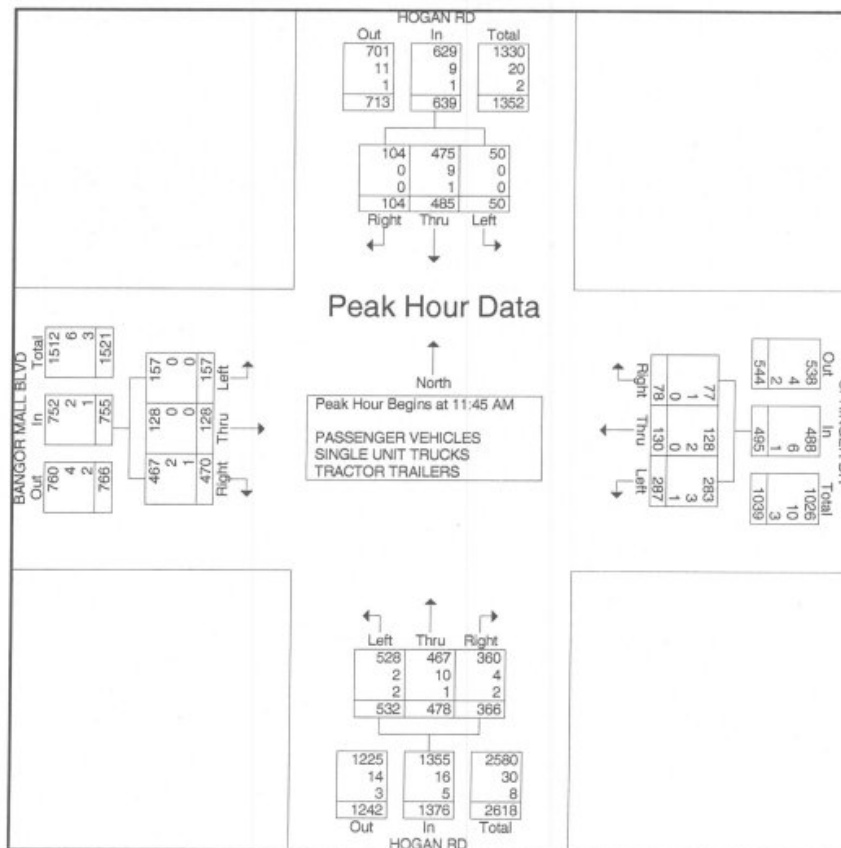 HOGAN RD
Out In Total
701 629 1330
11 9 20
1 1 2
713 639 1352
104 475 50
0 9 0
0 1 0
104 485 50
Right Thru Left
Peak Hour Data
North
Peak Hour Begins at 11:45 AM
PASSENGER VEHICLES
SINGLE UNIT TRUCKS
TRACTOR TRAILERS
BANGOR MALL BLVD
Out In Total
760 752 1512
4 2 6
2 1 3
766 755 1521
Right Thru Left
467 128 157
2 0 0
1 0 0
470 128 157
Out In Total
538 488 1026
4 6 10
2 1 3
544 495 1039
Right Thru Left
77 128 283
1 2 3
0 0 1
78 130 287
Left Thru Right
528 467 360
2 10 4
2 1 2
532 478 366
1225 1355 2580
14 16 30
3 5 8
1242 1376 2618
Out In Total
HOGAN RD